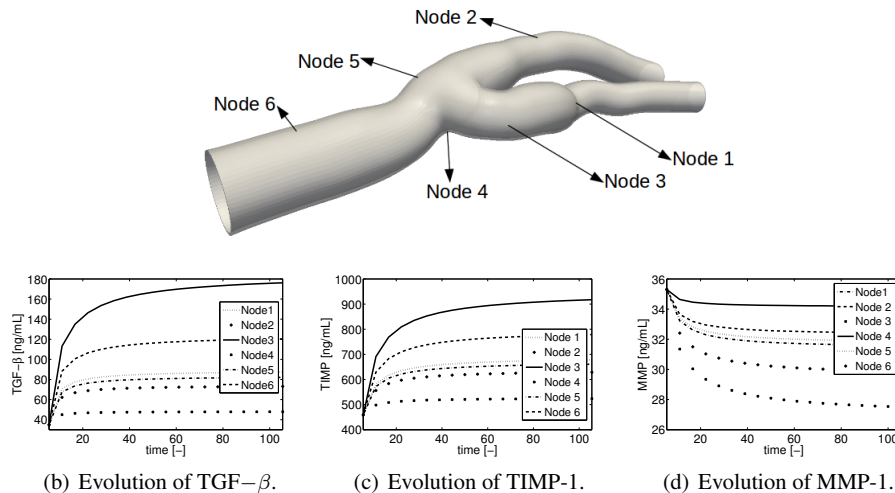 Node 2
Node 5
Node 6
Node 1
Node 3
Node 4
180
160
140
120
100
80
60
40
20 40 60 80 100
TGF−β [ng/mL]
time [−]
Node1
Node2
Node3
Node4
Node5
Node6
(b) Evolution of TGF−β.
1000
900
800
700
600
500
400
20 40 60 80 100
TIMP [ng/mL]
time [−]
Node 1
Node 2
Node 3
Node 4
Node 5
Node 6
(c) Evolution of TIMP-1.
36
34
32
30
28
26
20 40 60 80 100
MMP [ng/mL]
time [−]
Node1
Node 2
Node 3
Node 4
Node5
Node 6
(d) Evolution of MMP-1.